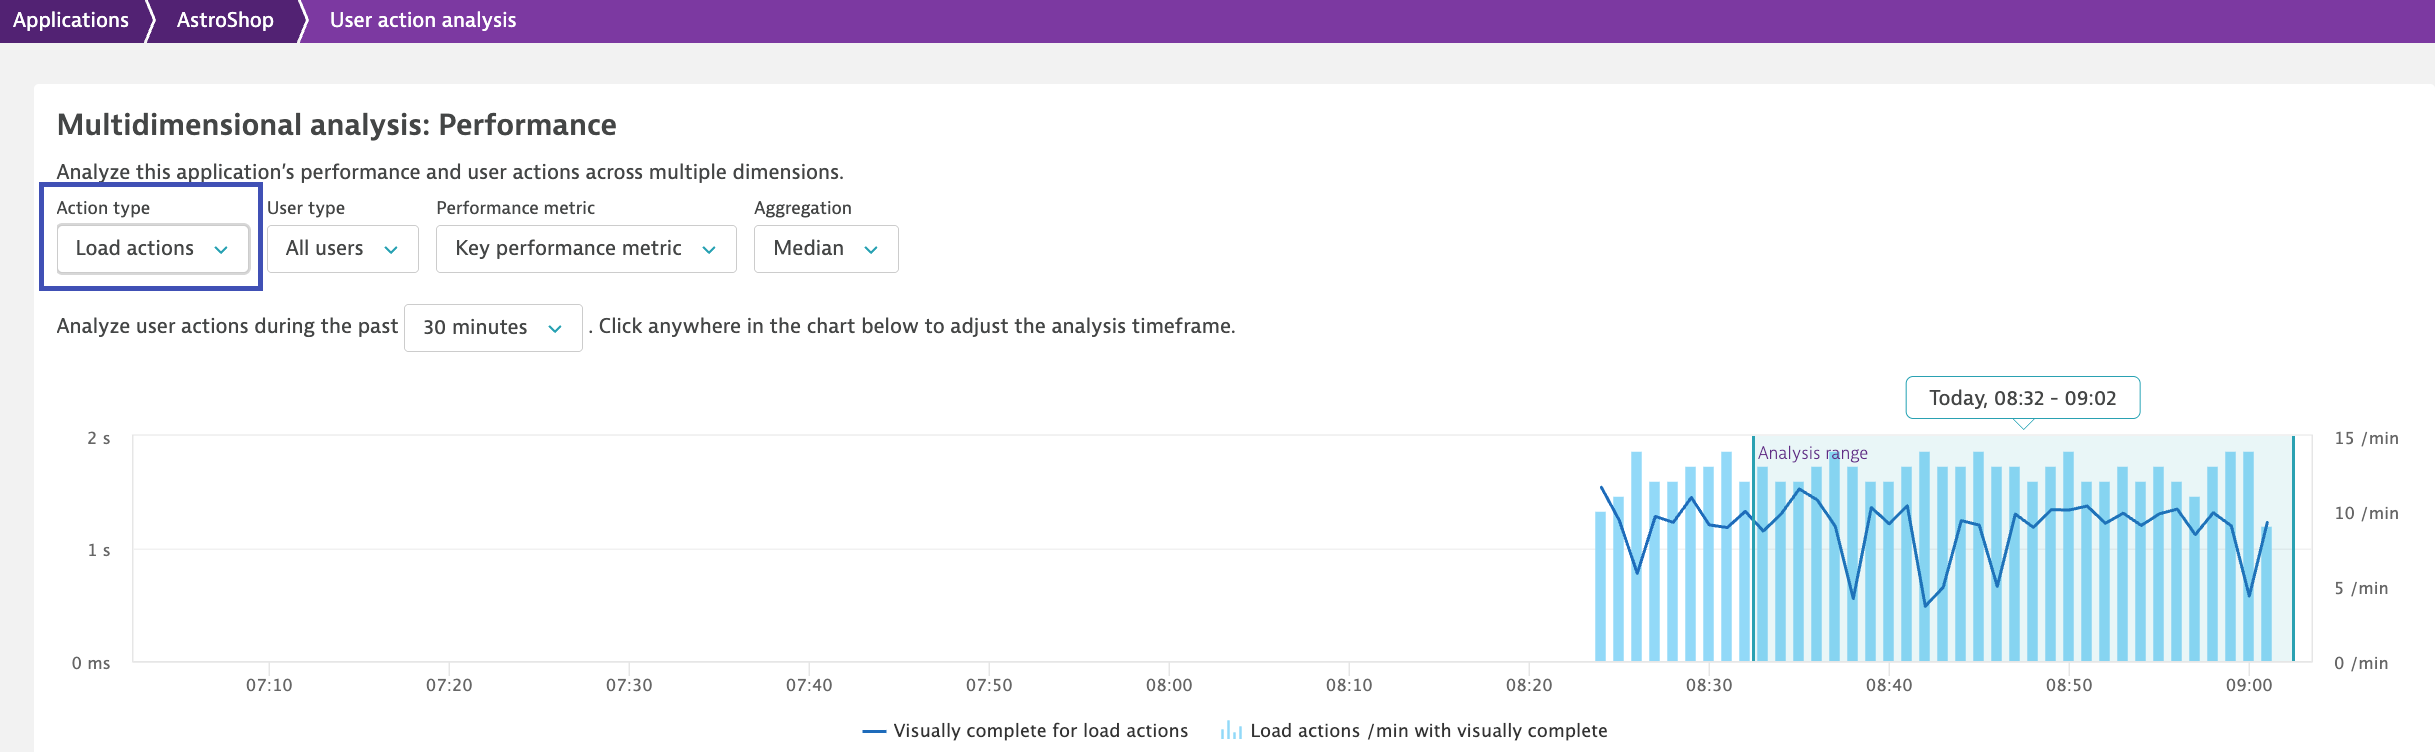 Applications
AstroShop
User action analysis
Multidimensional analysis: Performance
Analyze this application's performance and user actions across multiple dimensions.
Action type
User type
Performance metric
Aggregation
Load actions
All users
Key performance metric
Median
Analyze user actions during the past 30 minutes . Click anywhere in the chart below to adjust the analysis timeframe.
Today, 08:32 - 09:02
2 s
Analysis range
15 /min
10 /min
1 s
5 /min
0 ms
0 /min
07:10
07:20
07:30
07:40
07:50
08:00
08:10
08:20
08:30
08:40
08:50
09:00
Visually complete for load actions
Load actions /min with visually complete